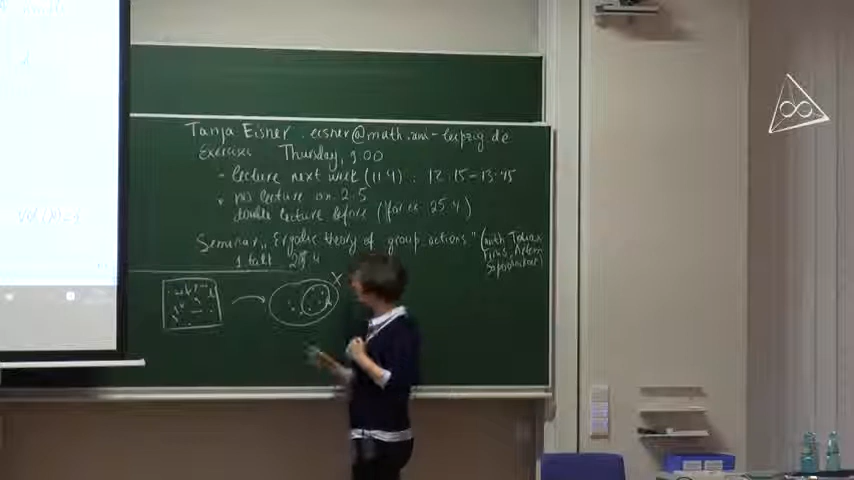 Tanja Eisner . eisner@math.uni-leipzig.de
Exercises Thursday, 9:00
- lecture next week (11.4) : 12:15-13:45
no lecture on 2.5
double lecture before (for ex. 25.4)
Seminar „Ergodic theory of group actions" (with Tobias
1. talk
X